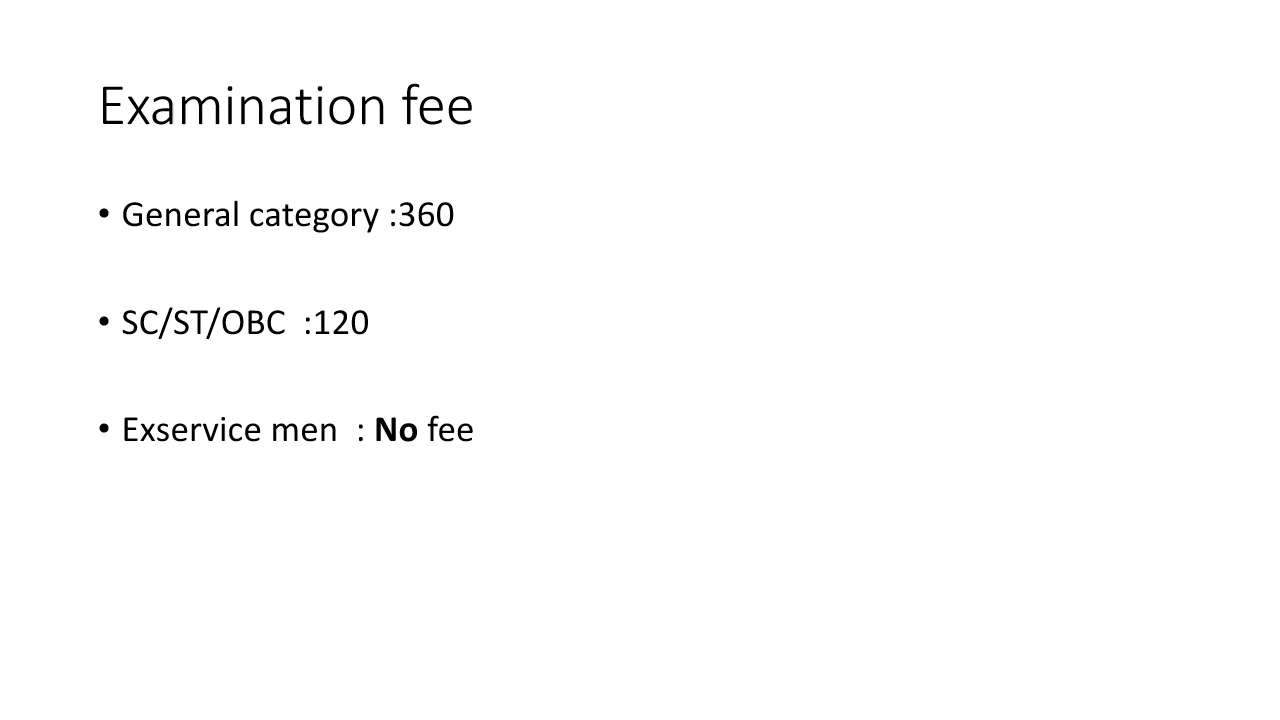 Examination fee
• General category :360
• SC/ST/OBC  :120
• Exservice men  : No fee